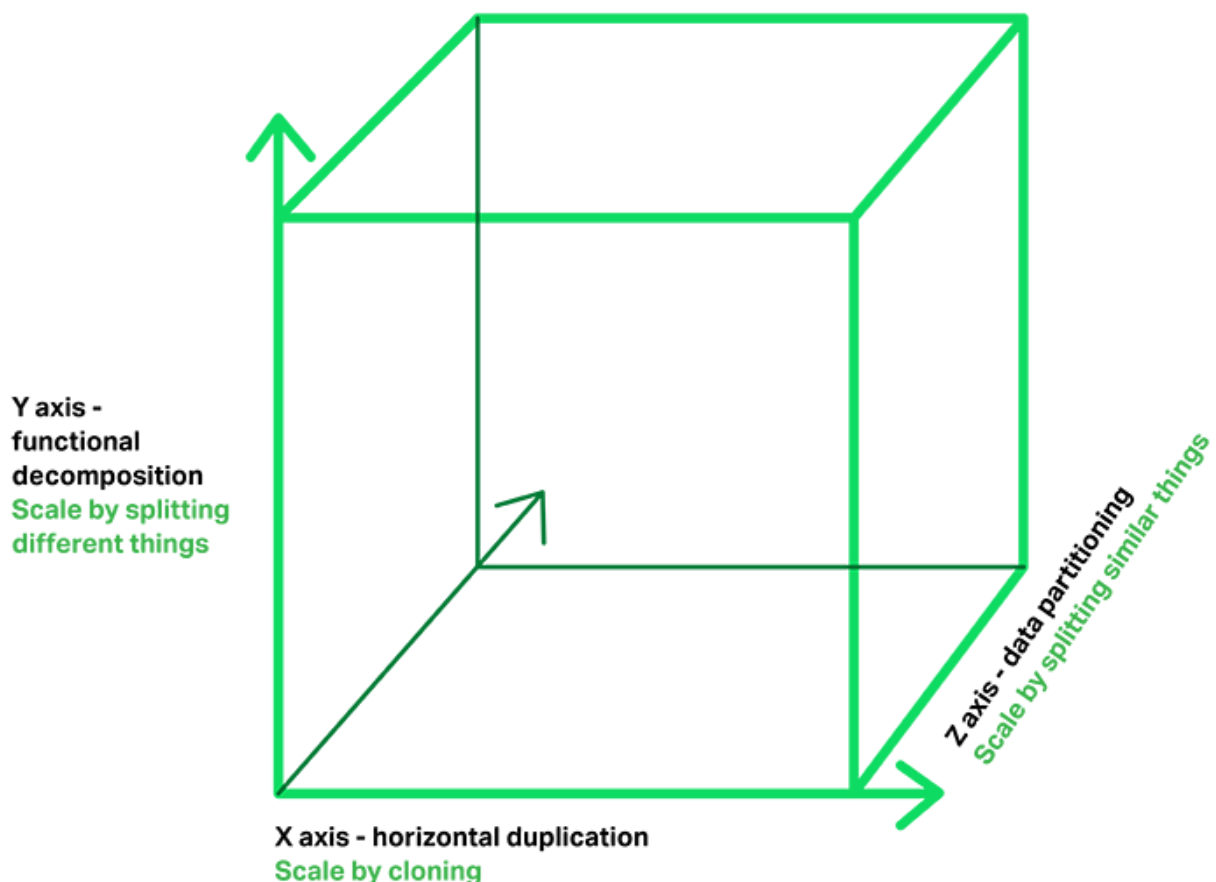 Y axis -
functional
decomposition
Scale by splitting
different things
Z axis - data partitioning
Scale by splitting similar things
X axis - horizontal duplication
Scale by cloning